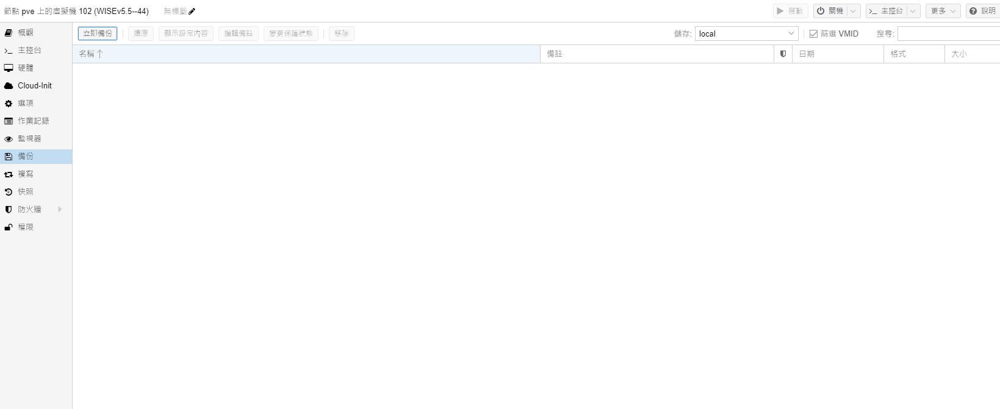 節點 pve 上的虛擬機 102 (WISEv5.5--44) 無標籤 啓動 關機 主控台 更多 說明
概觀
主控台
硬體
Cloud-Init
選項
作業記錄
監視器
備份
複寫
快照
防火牆
權限
立即備份 還原 顯示設定內容 編輯備註 變更保護狀態 移除 儲存: local 篩選 VMID 搜尋:
名稱 備註 日期 格式 大小